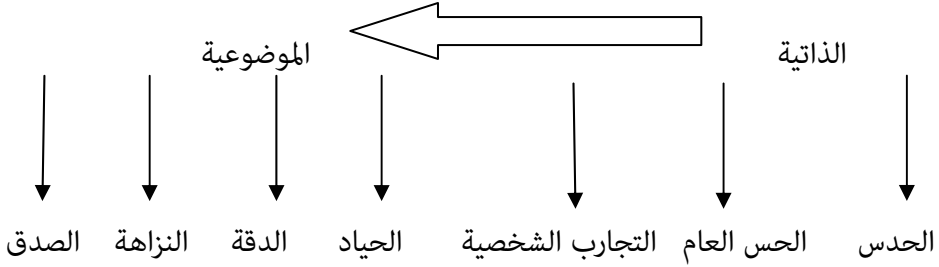 الذاتية الموضوعية
الحدس الحس العام التجارب الشخصية الحياد الدقة النزاهة الصدق